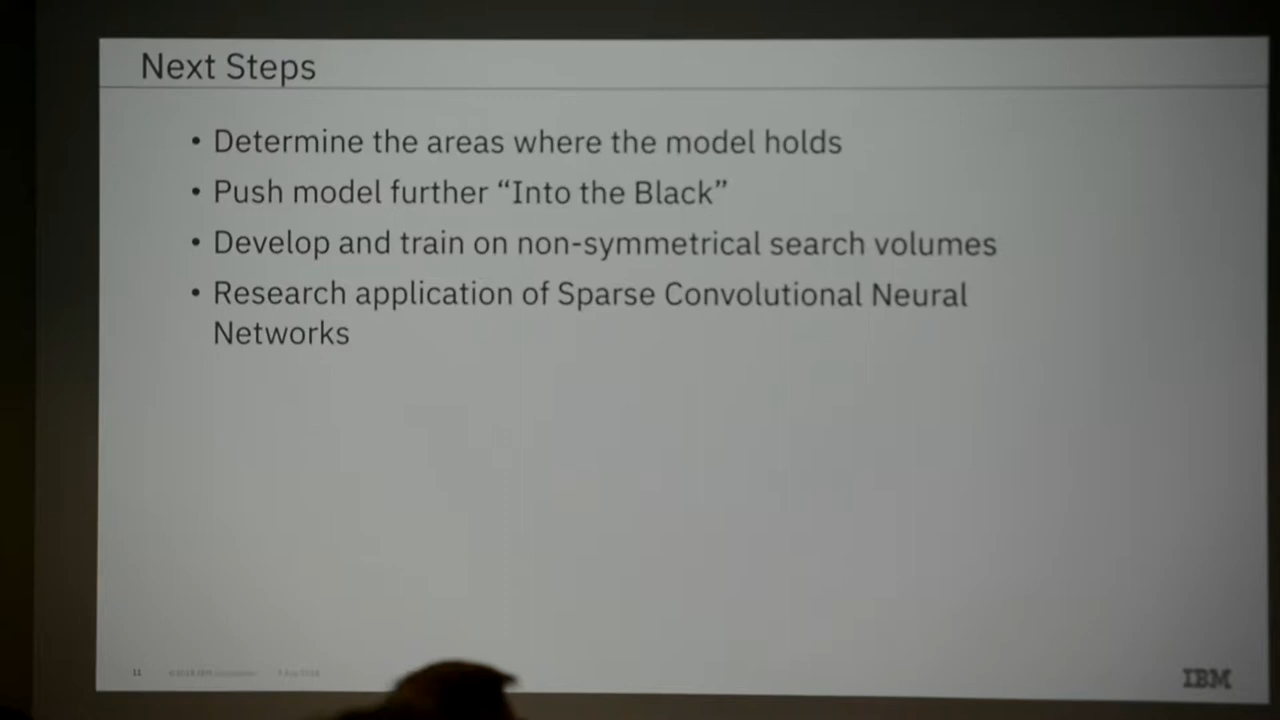 Next Steps
• Determine the areas where the model holds
• Push model further “Into the Black”
• Develop and train on non-symmetrical search volumes
• Research application of Sparse Convolutional Neural
Networks
11
IBM